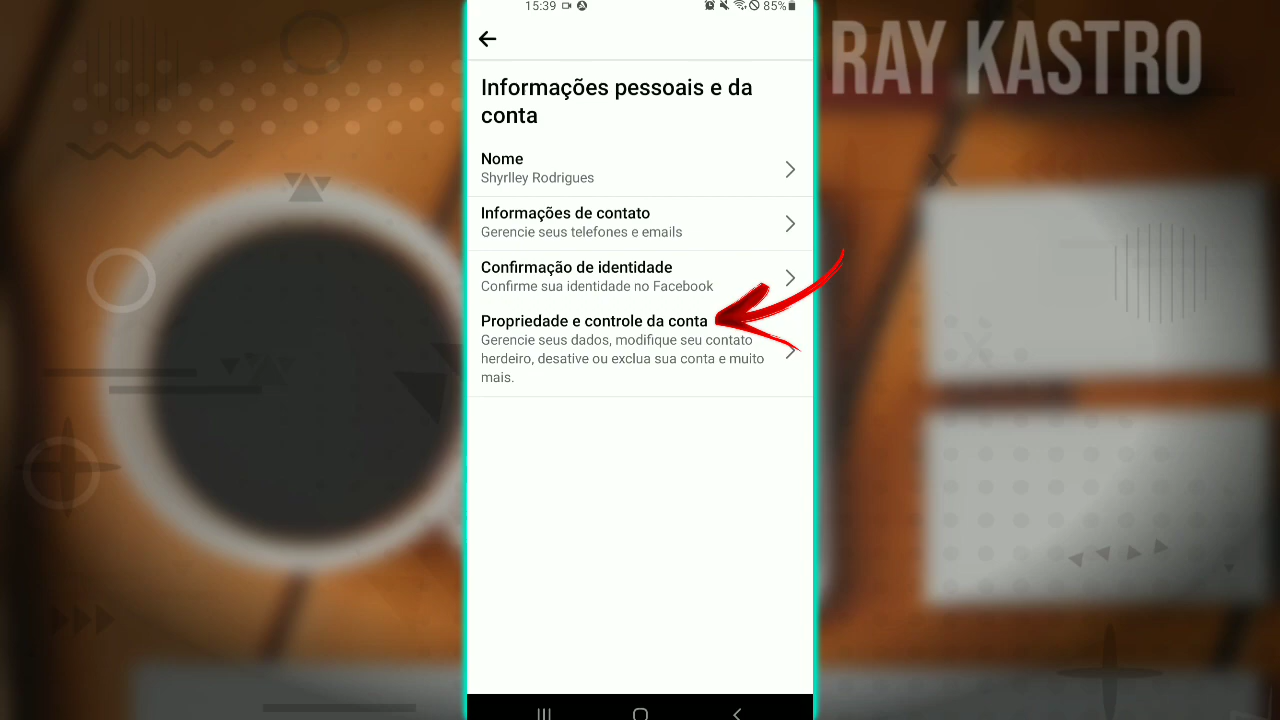 15:39
85%
RAY KASTRO
Informações pessoais e da
conta
Nome
Shyrlley Rodrigues
Informações de contato
Gerencie seus telefones e emails
Confirmação de identidade
Confirme sua identidade no Facebook
Propriedade e controle da conta
Gerencie seus dados, modifique seu contato
herdeiro, desative ou exclua sua conta e muito
mais.